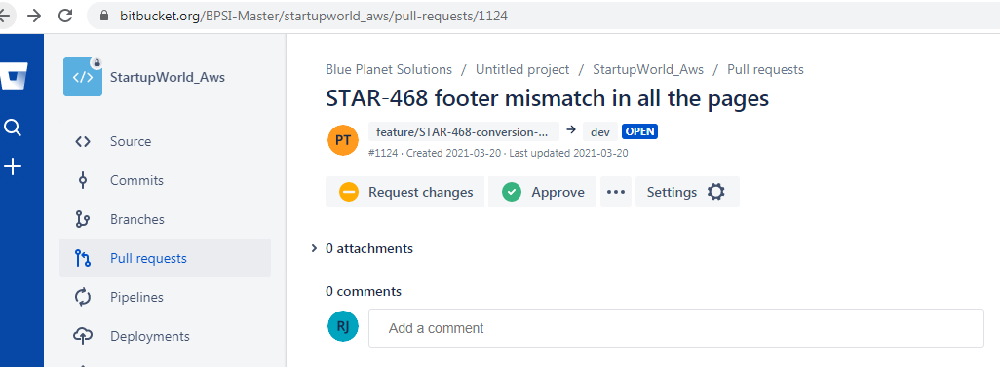 bitbucket.org/BPSI-Master/startupworld_aws/pull-requests/1124
StartupWorld_Aws
Source
Commits
Branches
Pull requests
Pipelines
Deployments
Blue Planet Solutions / Untitled project / StartupWorld_Aws / Pull requests
STAR-468 footer mismatch in all the pages
PT
feature/STAR-468-conversion-... → dev OPEN
#1124 · Created 2021-03-20 · Last updated 2021-03-20
Request changes Approve ••• Settings
0 attachments
0 comments
RJ Add a comment